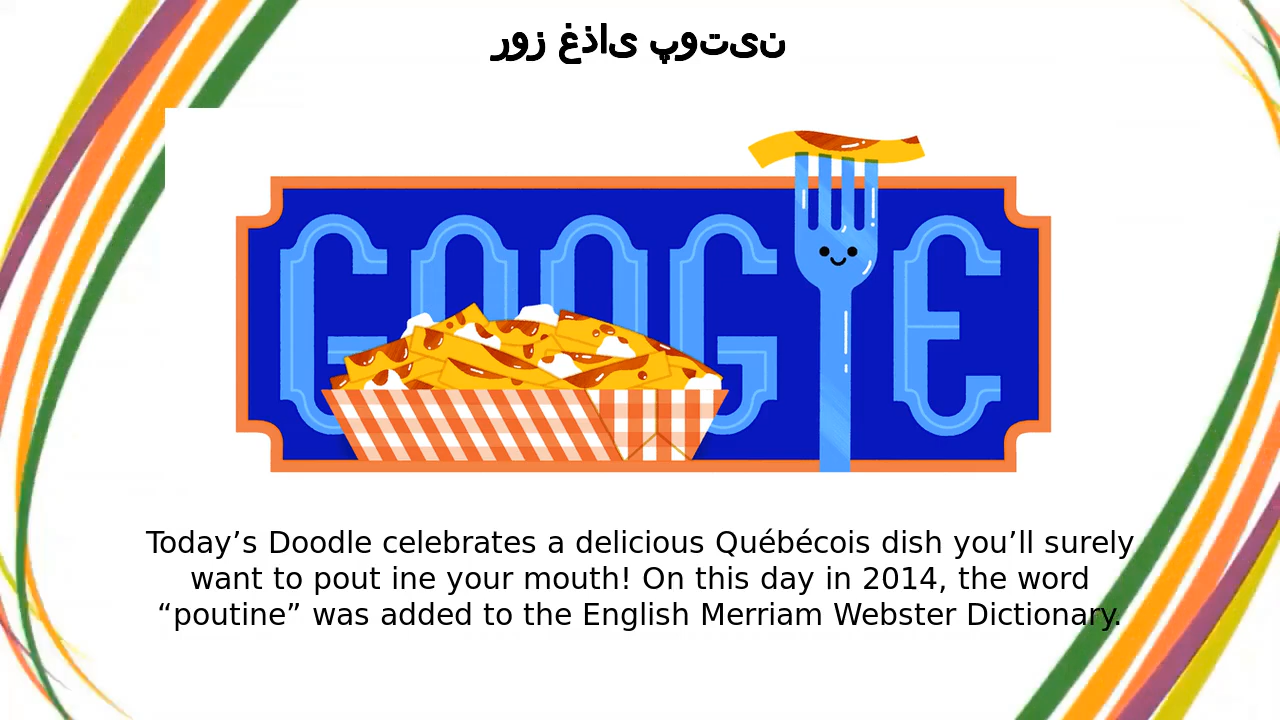 روز غذای پوتین
GOOGLE
Today’s Doodle celebrates a delicious Québécois dish you’ll surely
want to pout ine your mouth! On this day in 2014, the word
“poutine” was added to the English Merriam Webster Dictionary.